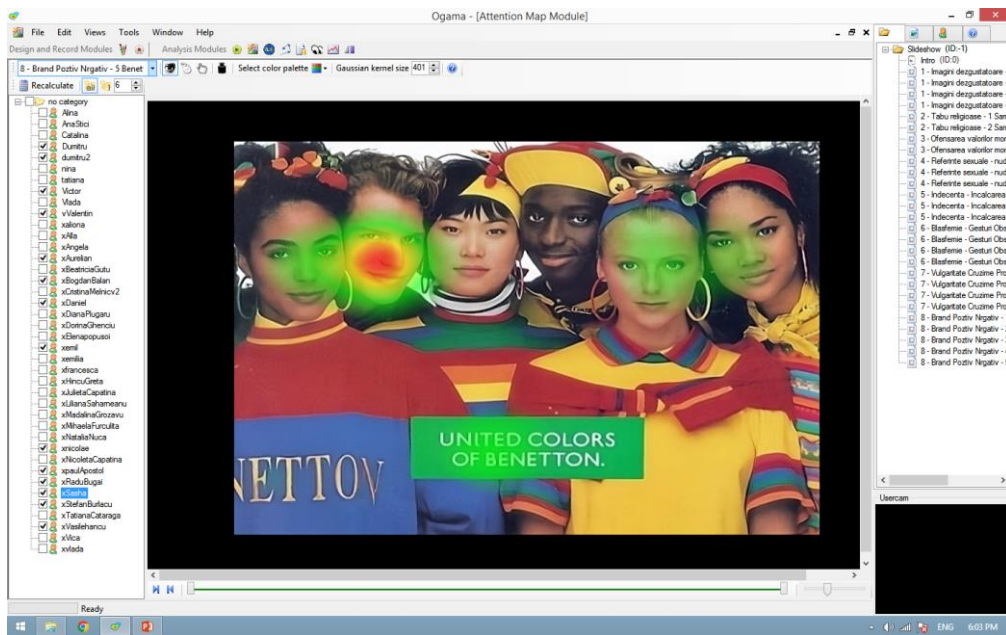 Ogama - [Attention Map Module]
File Edit Views Tools Window Help
Design and Record Modules Analysis Modules
8 - Brand Poztiv Nrgativ - 5 Benet Select color palette Gaussian kernel size 401
Recalculate 6
no category
Alina
AnaStici
Catalina
Dumitru
dumitru2
nina
tatiana
Victor
Vlada
vValentin
xaliona
xAlla
xAngela
xAurelian
xBeatriciaGutu
xBogdanBalan
xCristinaMelnicv2
xDaniel
xDianaPlugaru
xDorinaGhenciu
xElenapopusoi
xemil
xemilia
xfrancesca
xHincuGreta
xJulietaCapatina
xLilianaSahameanu
xMadalinaGrozavu
xMihaelaFurculita
xNataliaNuca
xnicolae
xNicoletaCapatina
xpaulApostol
xRaduBugai
xSasha
xStefanBurlacu
xTatianaCataraga
xVasilehancu
xVica
xvlada
NETTON
UNITED COLORS
OF BENETTON.
Slideshow (ID:-1)
Intro (ID:0)
1 - Imagini dezgustatoare -
1 - Imagini dezgustatoare -
1 - Imagini dezgustatoare -
1 - Imagini dezgustatoare -
2 - Tabu religioase - 1 San
2 - Tabu religioase - 2 San
3 - Ofensarea valorilor mor
3 - Ofensarea valorilor mor
4 - Referinte sexuale - nud
4 - Referinte sexuale - nud
4 - Referinte sexuale - nud
5 - Indecenta - Incalcarea
5 - Indecenta - Incalcarea
5 - Indecenta - Incalcarea
6 - Blasfemie - Gesturi Obs
6 - Blasfemie - Gesturi Obs
6 - Blasfemie - Gesturi Obs
6 - Blasfemie - Gesturi Obs
7 - Vulgaritate Cruzime Pro
7 - Vulgaritate Cruzime Pro
7 - Vulgaritate Cruzime Pro
7 - Vulgaritate Cruzime Pro
8 - Brand Poztiv Nrgativ -
8 - Brand Poztiv Nrgativ -
8 - Brand Poztiv Nrgativ -
8 - Brand Poztiv Nrgativ -
8 - Brand Poztiv Nrgativ -
Usercam
Ready
ENG 6:03 PM